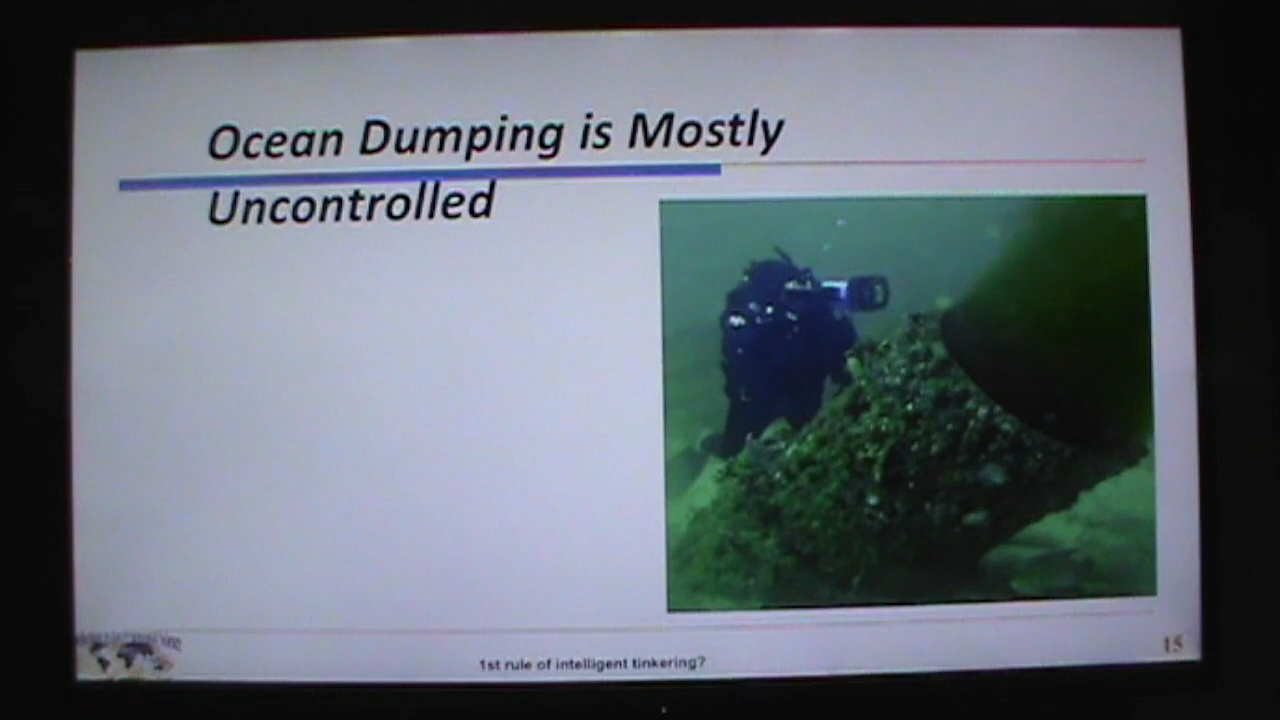 Ocean Dumping is Mostly
Uncontrolled
1st rule of intelligent tinkering?
15